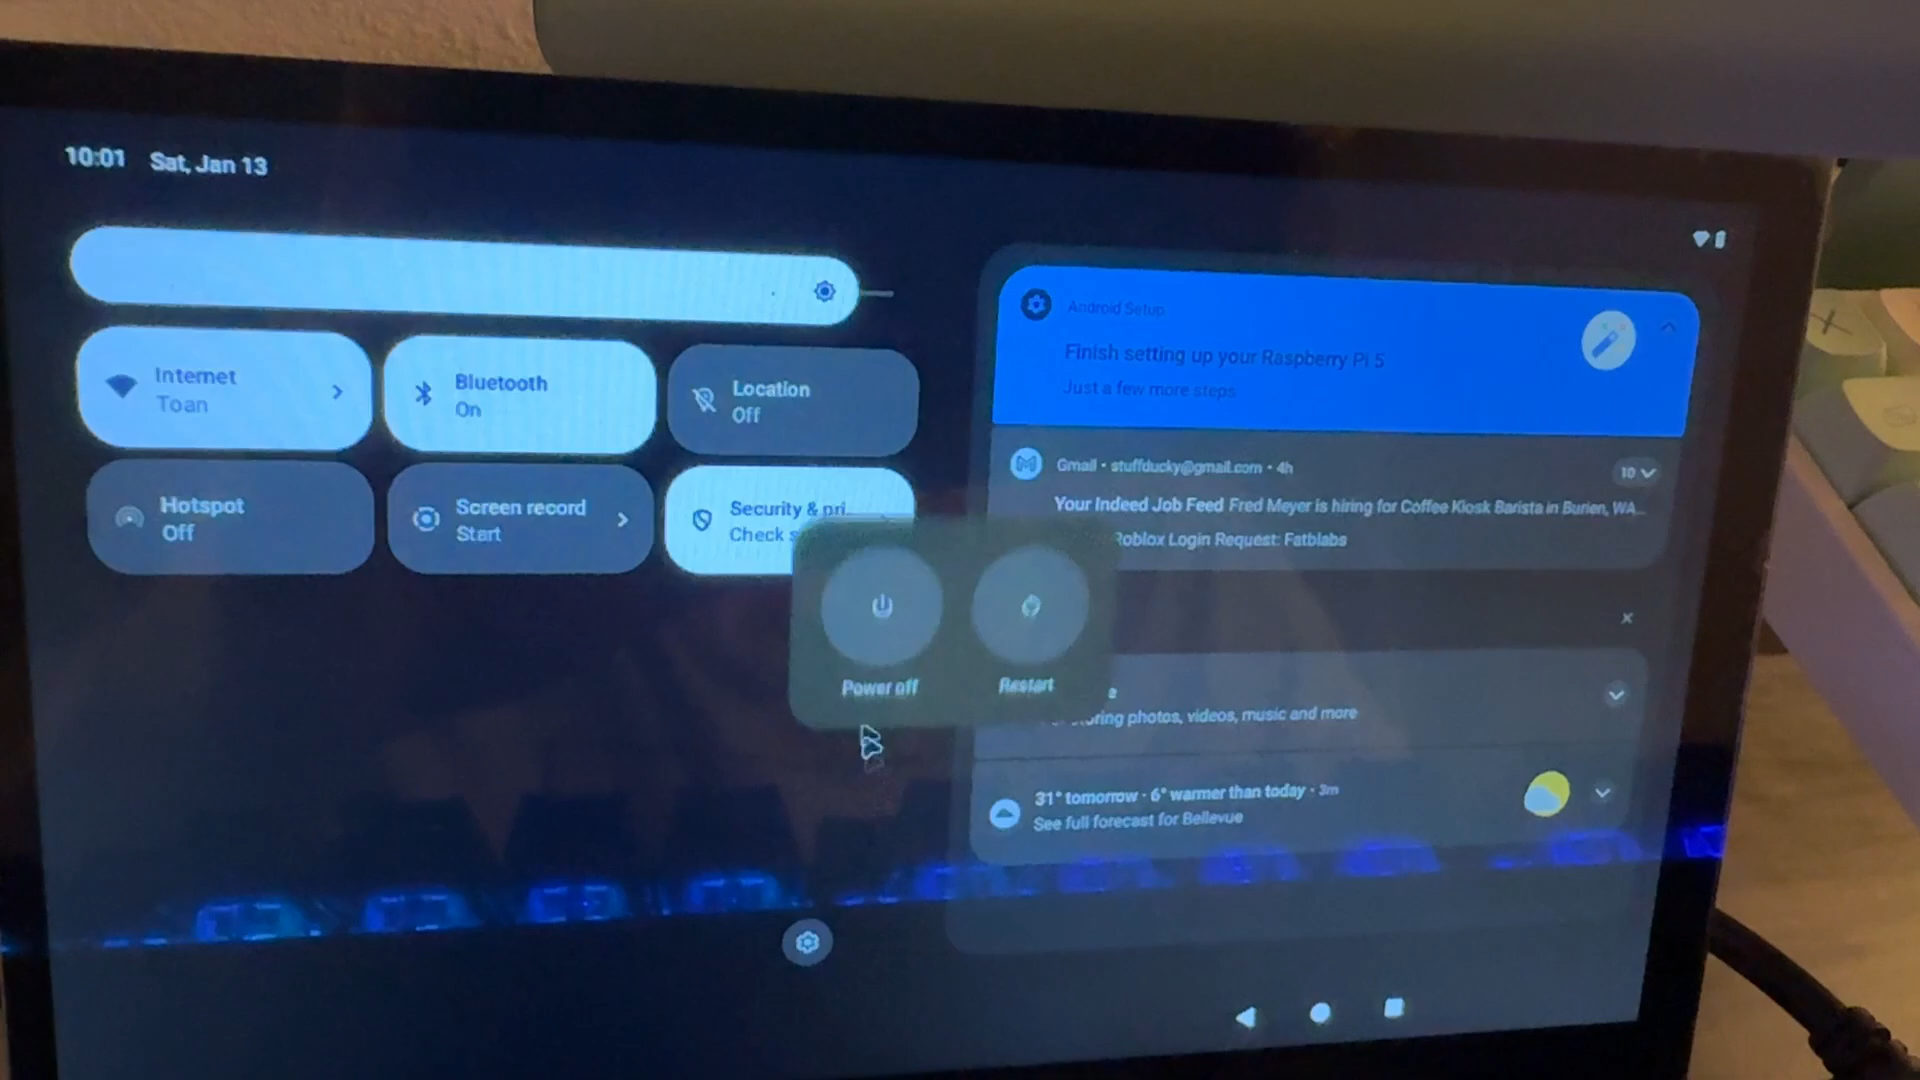 10:01 Sat, Jan 13
Internet
Toan
Bluetooth
On
Location
Off
Hotspot
Off
Screen record
Start
Security & pri...
Check s
Power off
Restart
Android Setup
Finish setting up your Raspberry Pi 5
Just a few more steps
Gmail • stuffducky@gmail.com • 4h
10
Your Indeed Job Feed Fred Meyer is hiring for Coffee Kiosk Barista in Burien, WA...
Roblox Login Request: Fatblabs
photos, videos, music and more
31° tomorrow · 6° warmer than today • 3m
See full forecast for Bellevue